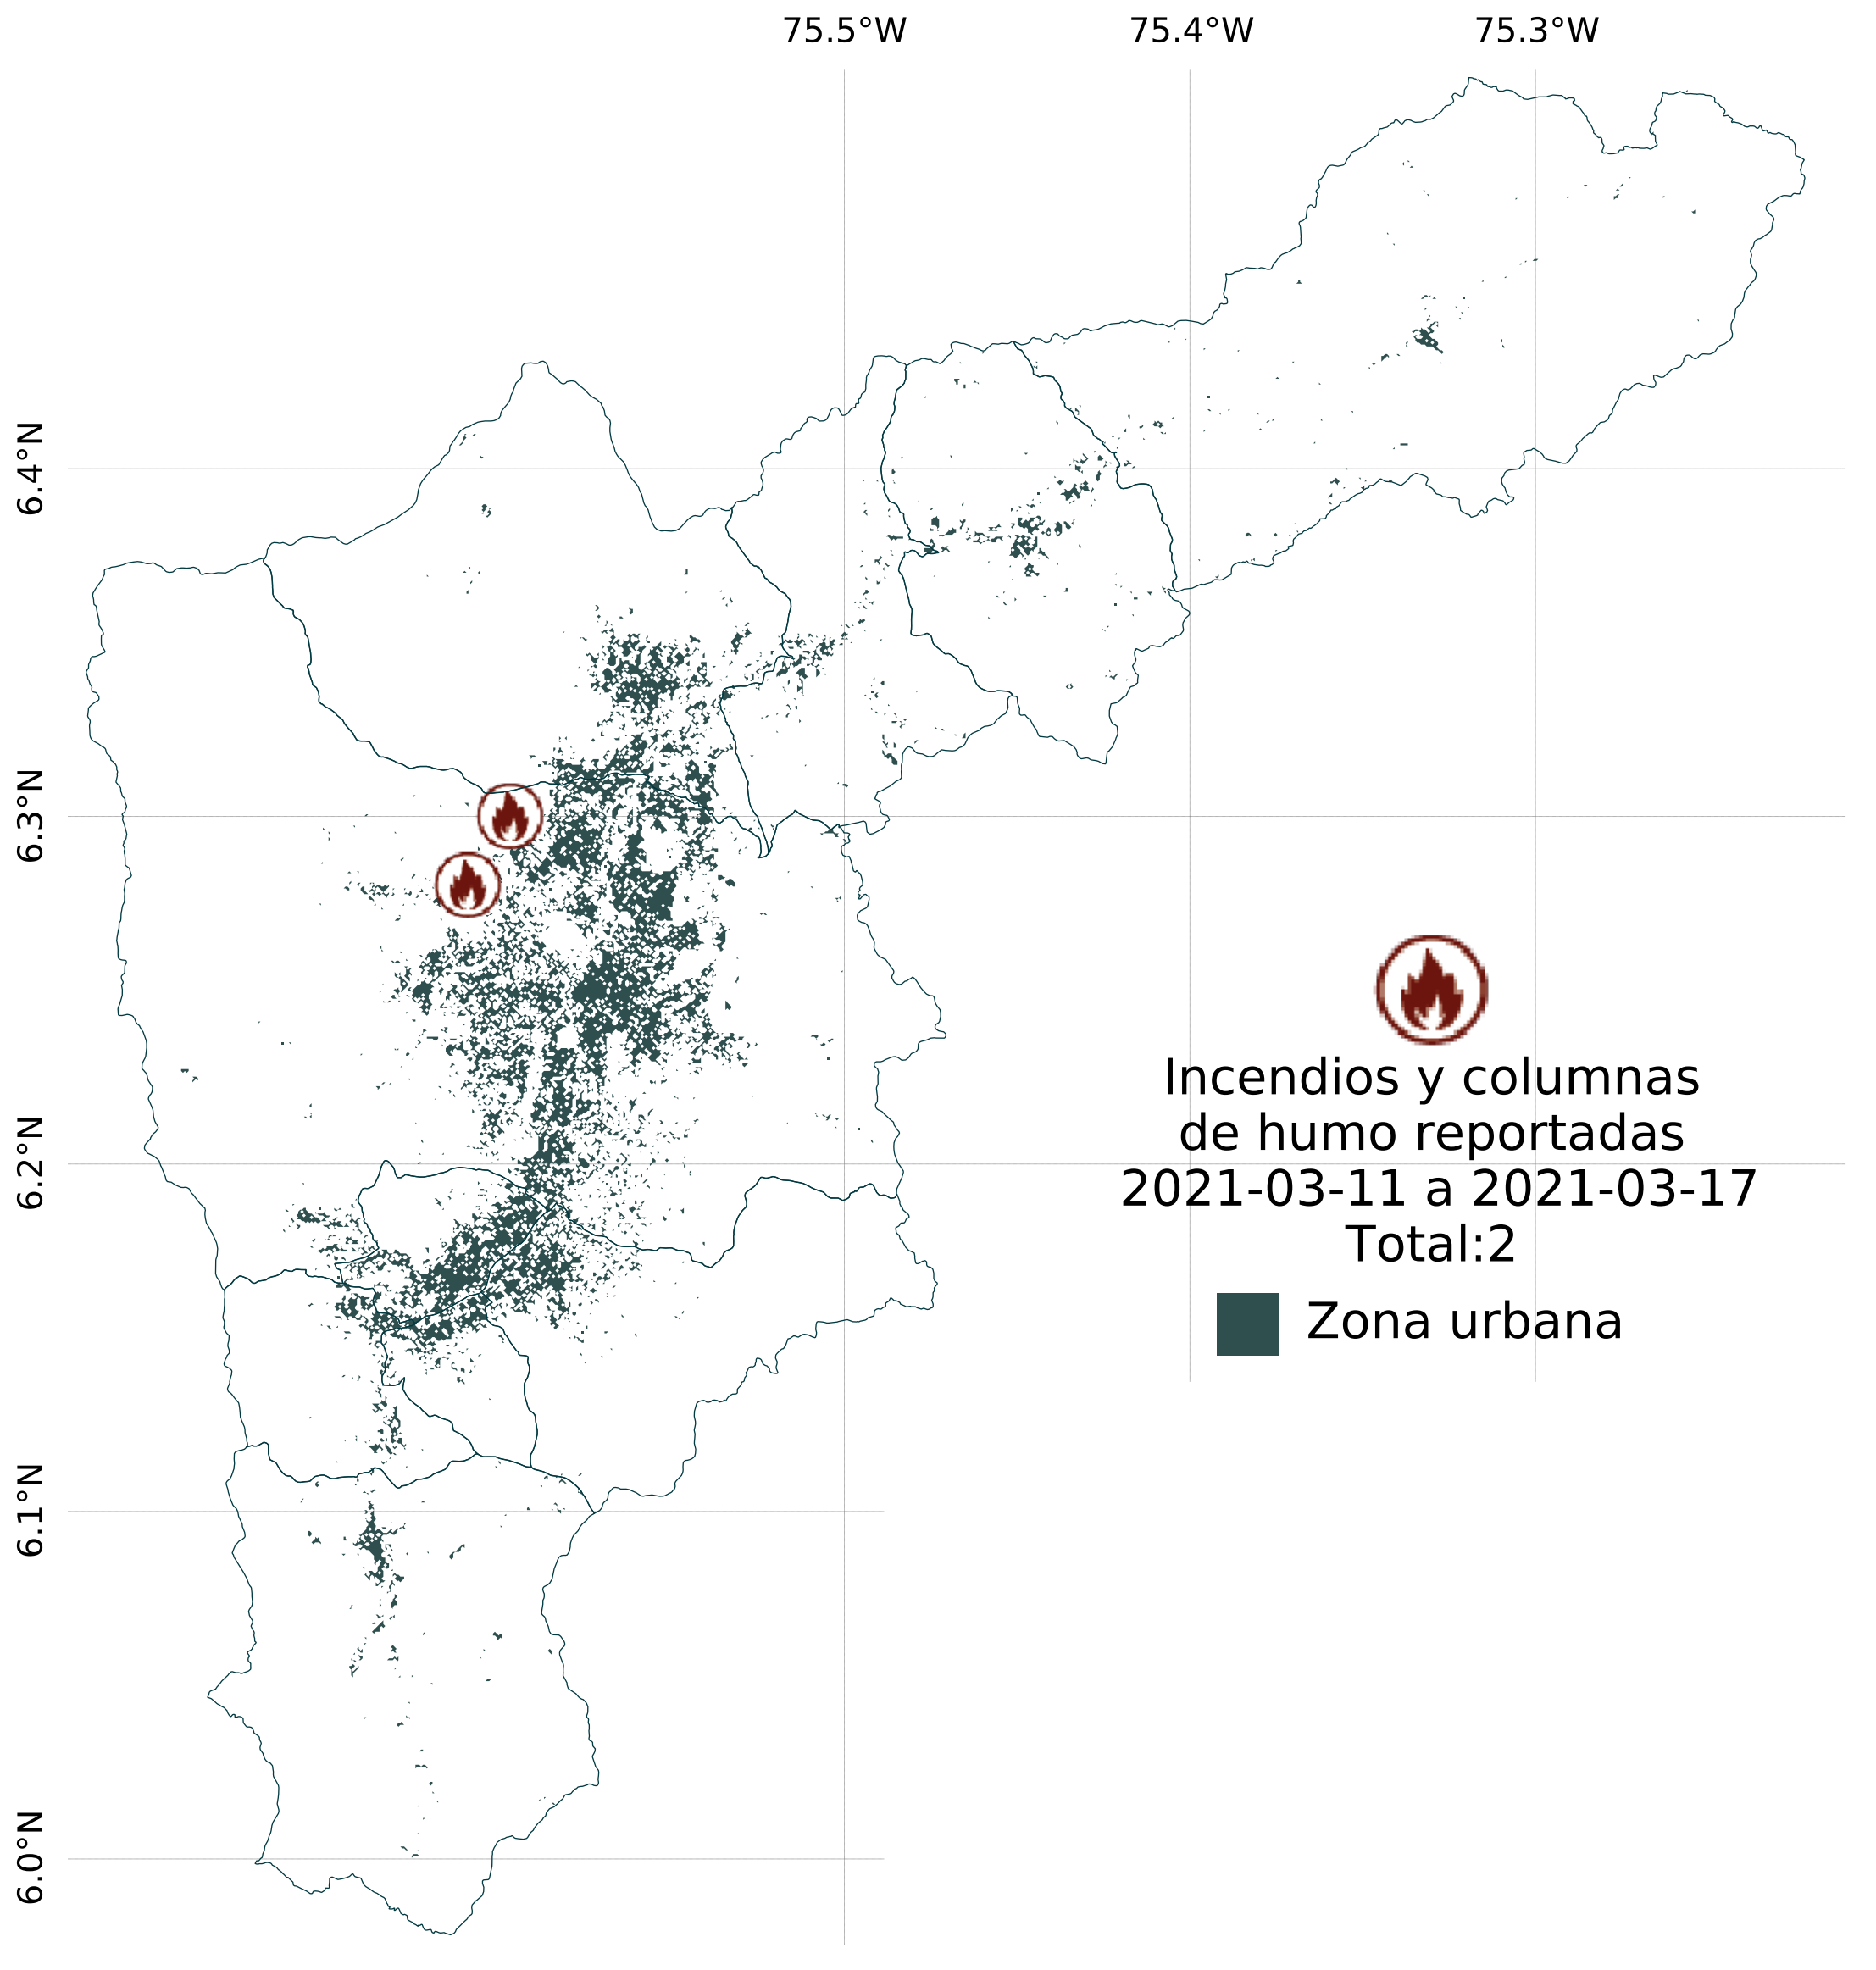 75.5°W
75.4°W
75.3°W
6.4°N
6.3°N
6.2°N
6.1°N
6.0°N
Incendios y columnas
de humo reportadas
2021-03-11 a 2021-03-17
Total:2
Zona urbana